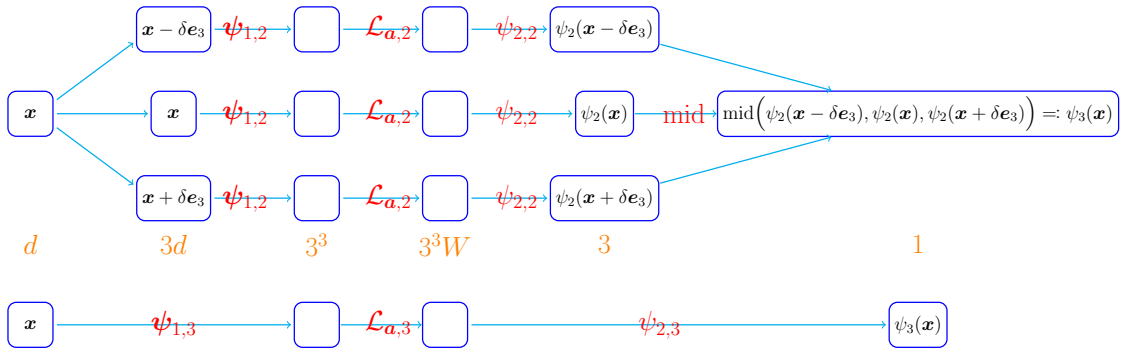 x − δe₃ ψ₁,₂ 𝓛ₐ,₂ ψ₂,₂ ψ₂(x − δe₃)
x x ψ₁,₂ 𝓛ₐ,₂ ψ₂,₂ ψ₂(x) mid mid(ψ₂(x − δe₃), ψ₂(x), ψ₂(x + δe₃)) =: ψ₃(x)
x + δe₃ ψ₁,₂ 𝓛ₐ,₂ ψ₂,₂ ψ₂(x + δe₃)
d 3d 3³ 3³W 3 1
x ψ₁,₃ 𝓛ₐ,₃ ψ₂,₃ ψ₃(x)